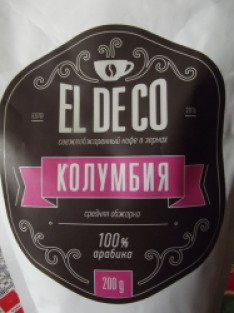 EL DE CO
свежеобжаренный кофе в зернах
КОЛУМБИЯ
средняя обжарка
100%
арабика
200 g